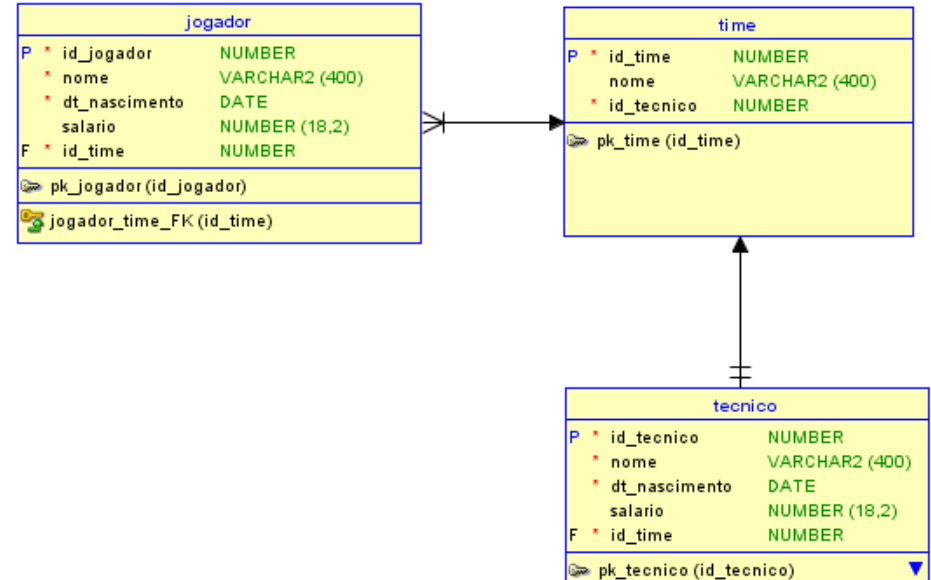 jogador
P * id_jogador NUMBER
* nome VARCHAR2 (400)
* dt_nascimento DATE
salario NUMBER (18,2)
F * id_time NUMBER
pk_jogador (id_jogador)
jogador_time_FK (id_time)
time
P * id_time NUMBER
nome VARCHAR2 (400)
* id_tecnico NUMBER
pk_time (id_time)
tecnico
P * id_tecnico NUMBER
* nome VARCHAR2 (400)
* dt_nascimento DATE
salario NUMBER (18,2)
F * id_time NUMBER
pk_tecnico (id_tecnico)